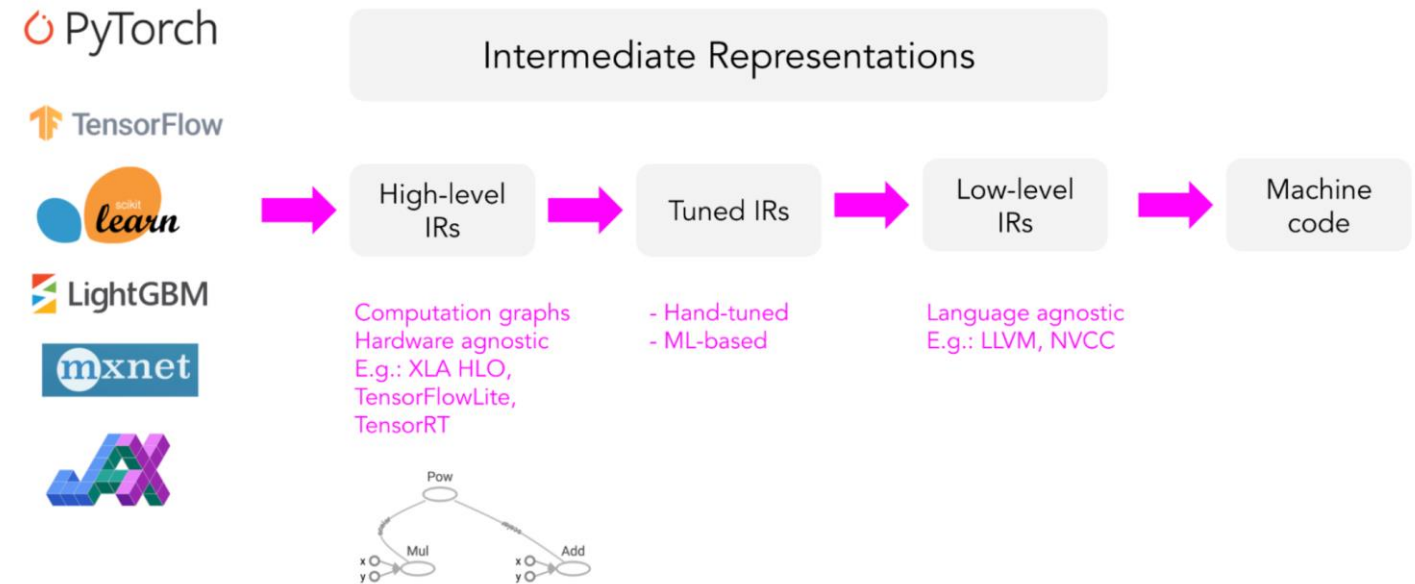 PyTorch
TensorFlow
scikit
learn
LightGBM
mxnet
JAX
Intermediate Representations
High-level
IRs
Tuned IRs
Low-level
IRs
Machine
code
Computation graphs
Hardware agnostic
E.g.: XLA HLO,
TensorFlowLite,
TensorRT
- Hand-tuned
- ML-based
Language agnostic
E.g.: LLVM, NVCC
Pow
Mul
x
y
Add
x
y